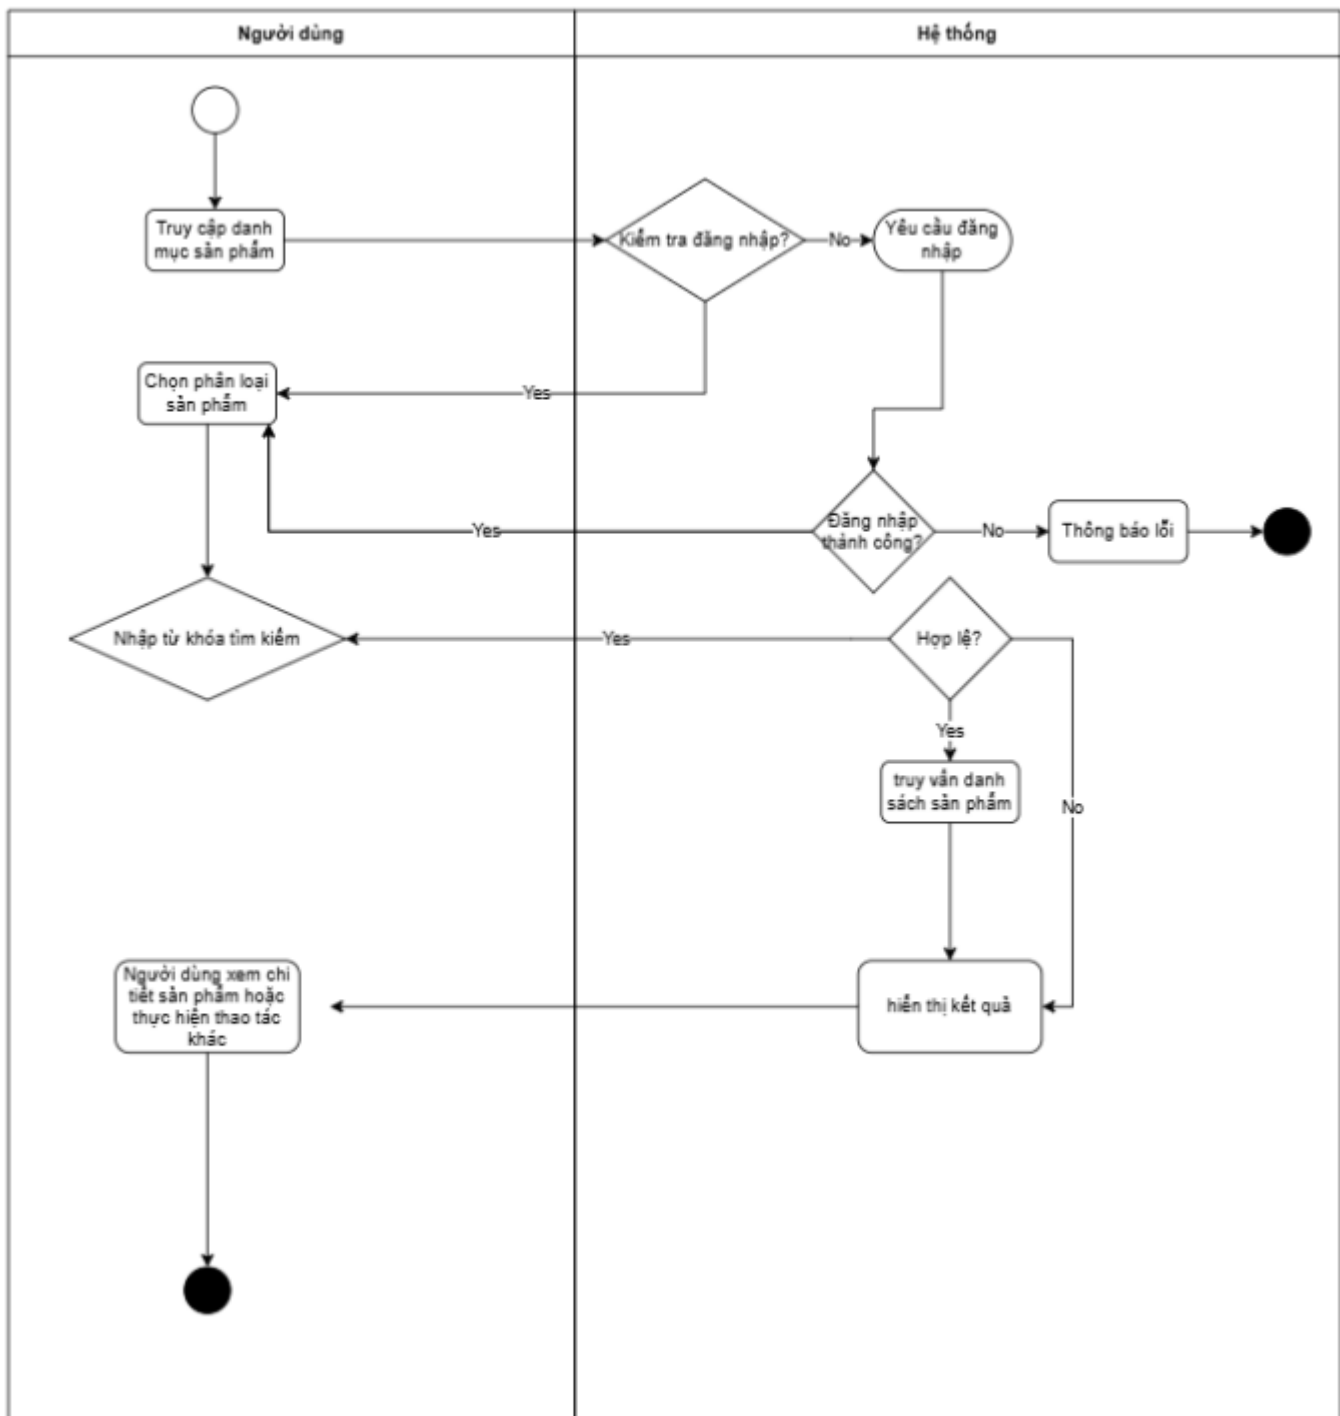 Người dùng
Hệ thống
Truy cập danh
mục sản phẩm
Kiểm tra đăng nhập?
No
Yêu cầu đăng
nhập
Chọn phân loại
sản phẩm
Yes
Yes
Đăng nhập
thành công?
No
Thông báo lỗi
Nhập từ khóa tìm kiếm
Yes
Hợp lệ?
Yes
truy vấn danh
sách sản phẩm
No
Người dùng xem chi
tiết sản phẩm hoặc
thực hiện thao tác
khác
hiển thị kết quả